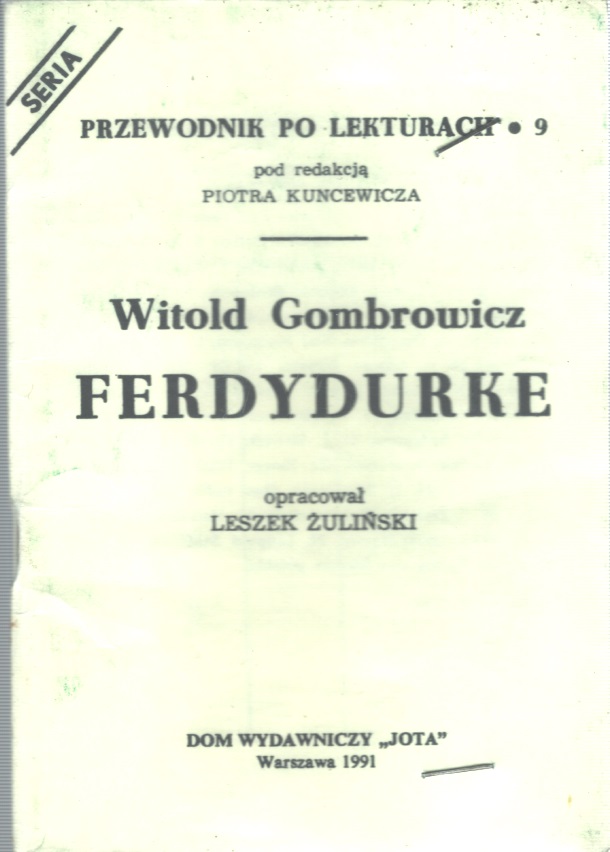 SERIA
PRZEWODNIK PO LEKTURACH • 9
pod redakcją
PIOTRA KUNCEWICZA
Witold Gombrowicz
FERDYDURKE
opracował
LESZEK ŻULIŃSKI
DOM WYDAWNICZY „JOTA”
Warszawa 1991